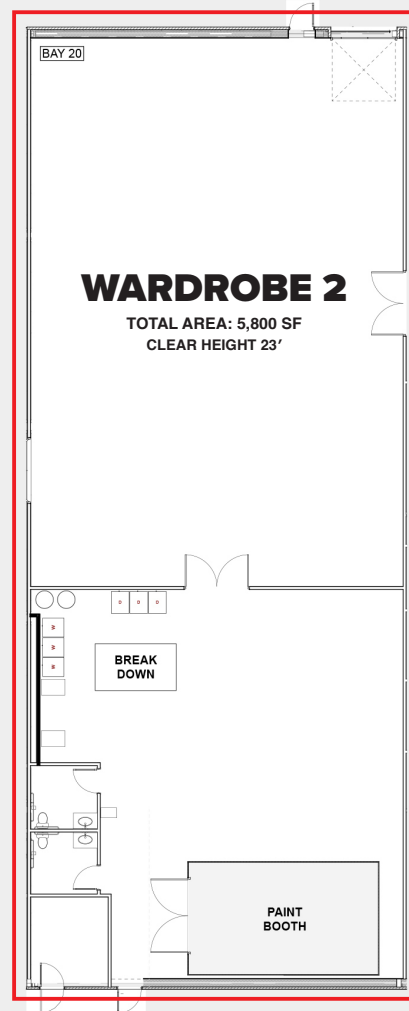 BAY 20
WARDROBE 2
TOTAL AREA: 5,800 SF
CLEAR HEIGHT 23′
D D D
W
W
W
BREAK
DOWN
PAINT
BOOTH